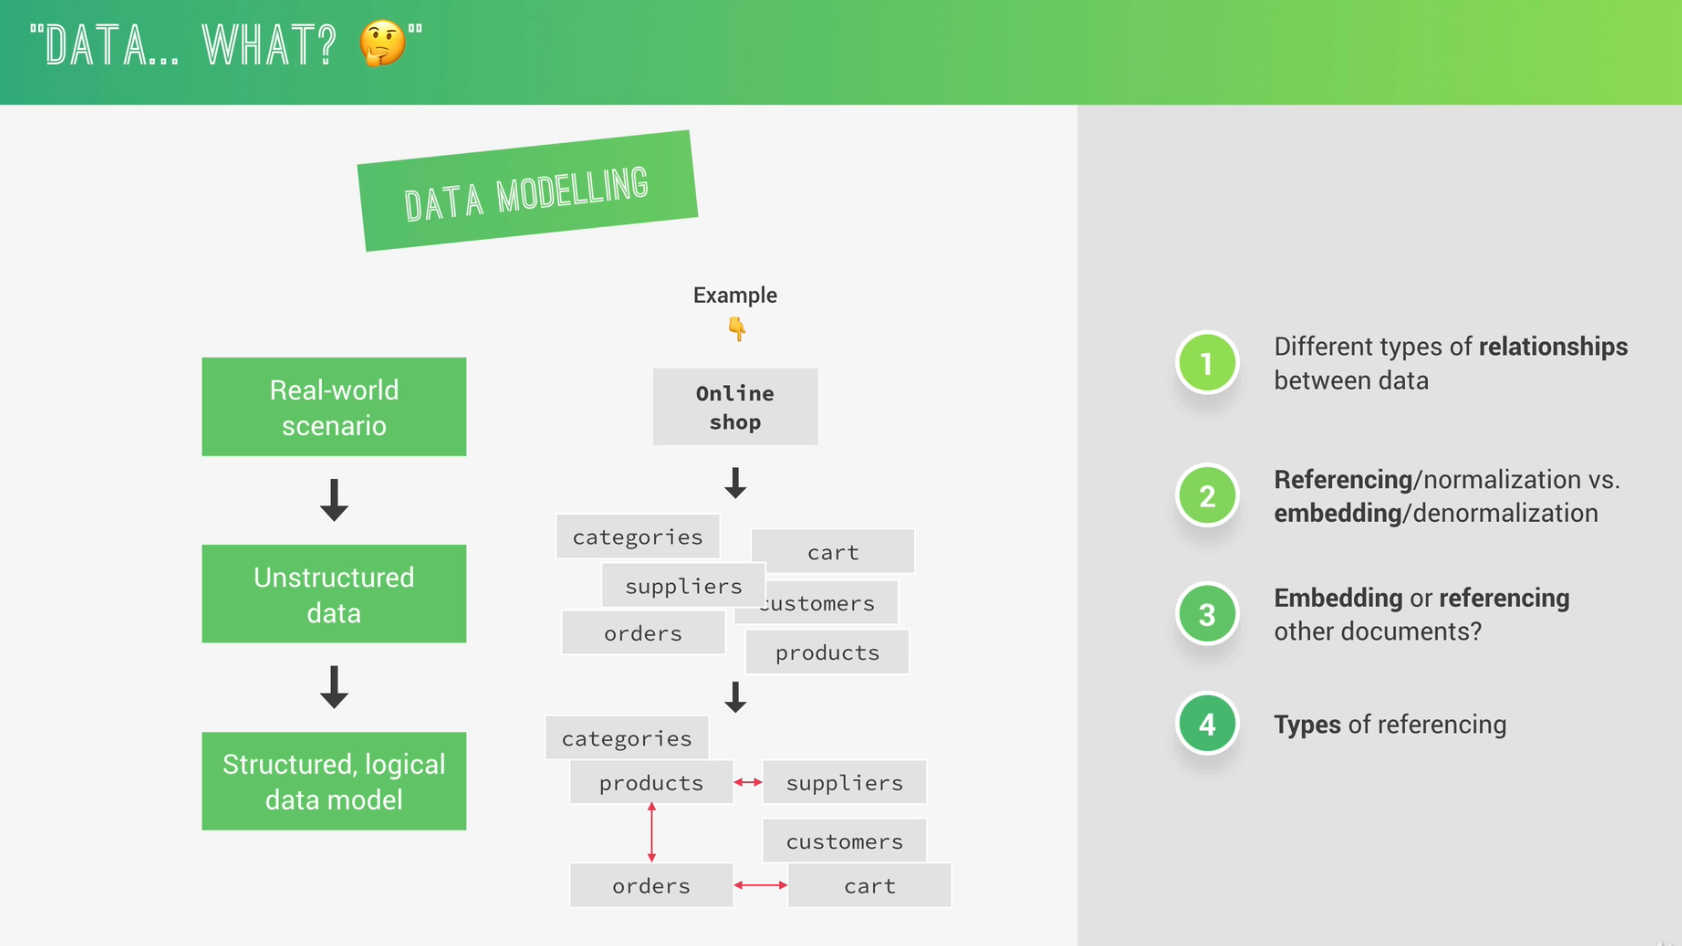 "DATA... WHAT? 🤔"
DATA MODELLING
Example
👇
Real-world
scenario
Unstructured
data
Structured, logical
data model
Online
shop
categories
cart
suppliers
customers
orders
products
categories
products
suppliers
customers
orders
cart
1
Different types of relationships
between data
2
Referencing/normalization vs.
embedding/denormalization
3
Embedding or referencing
other documents?
4
Types of referencing